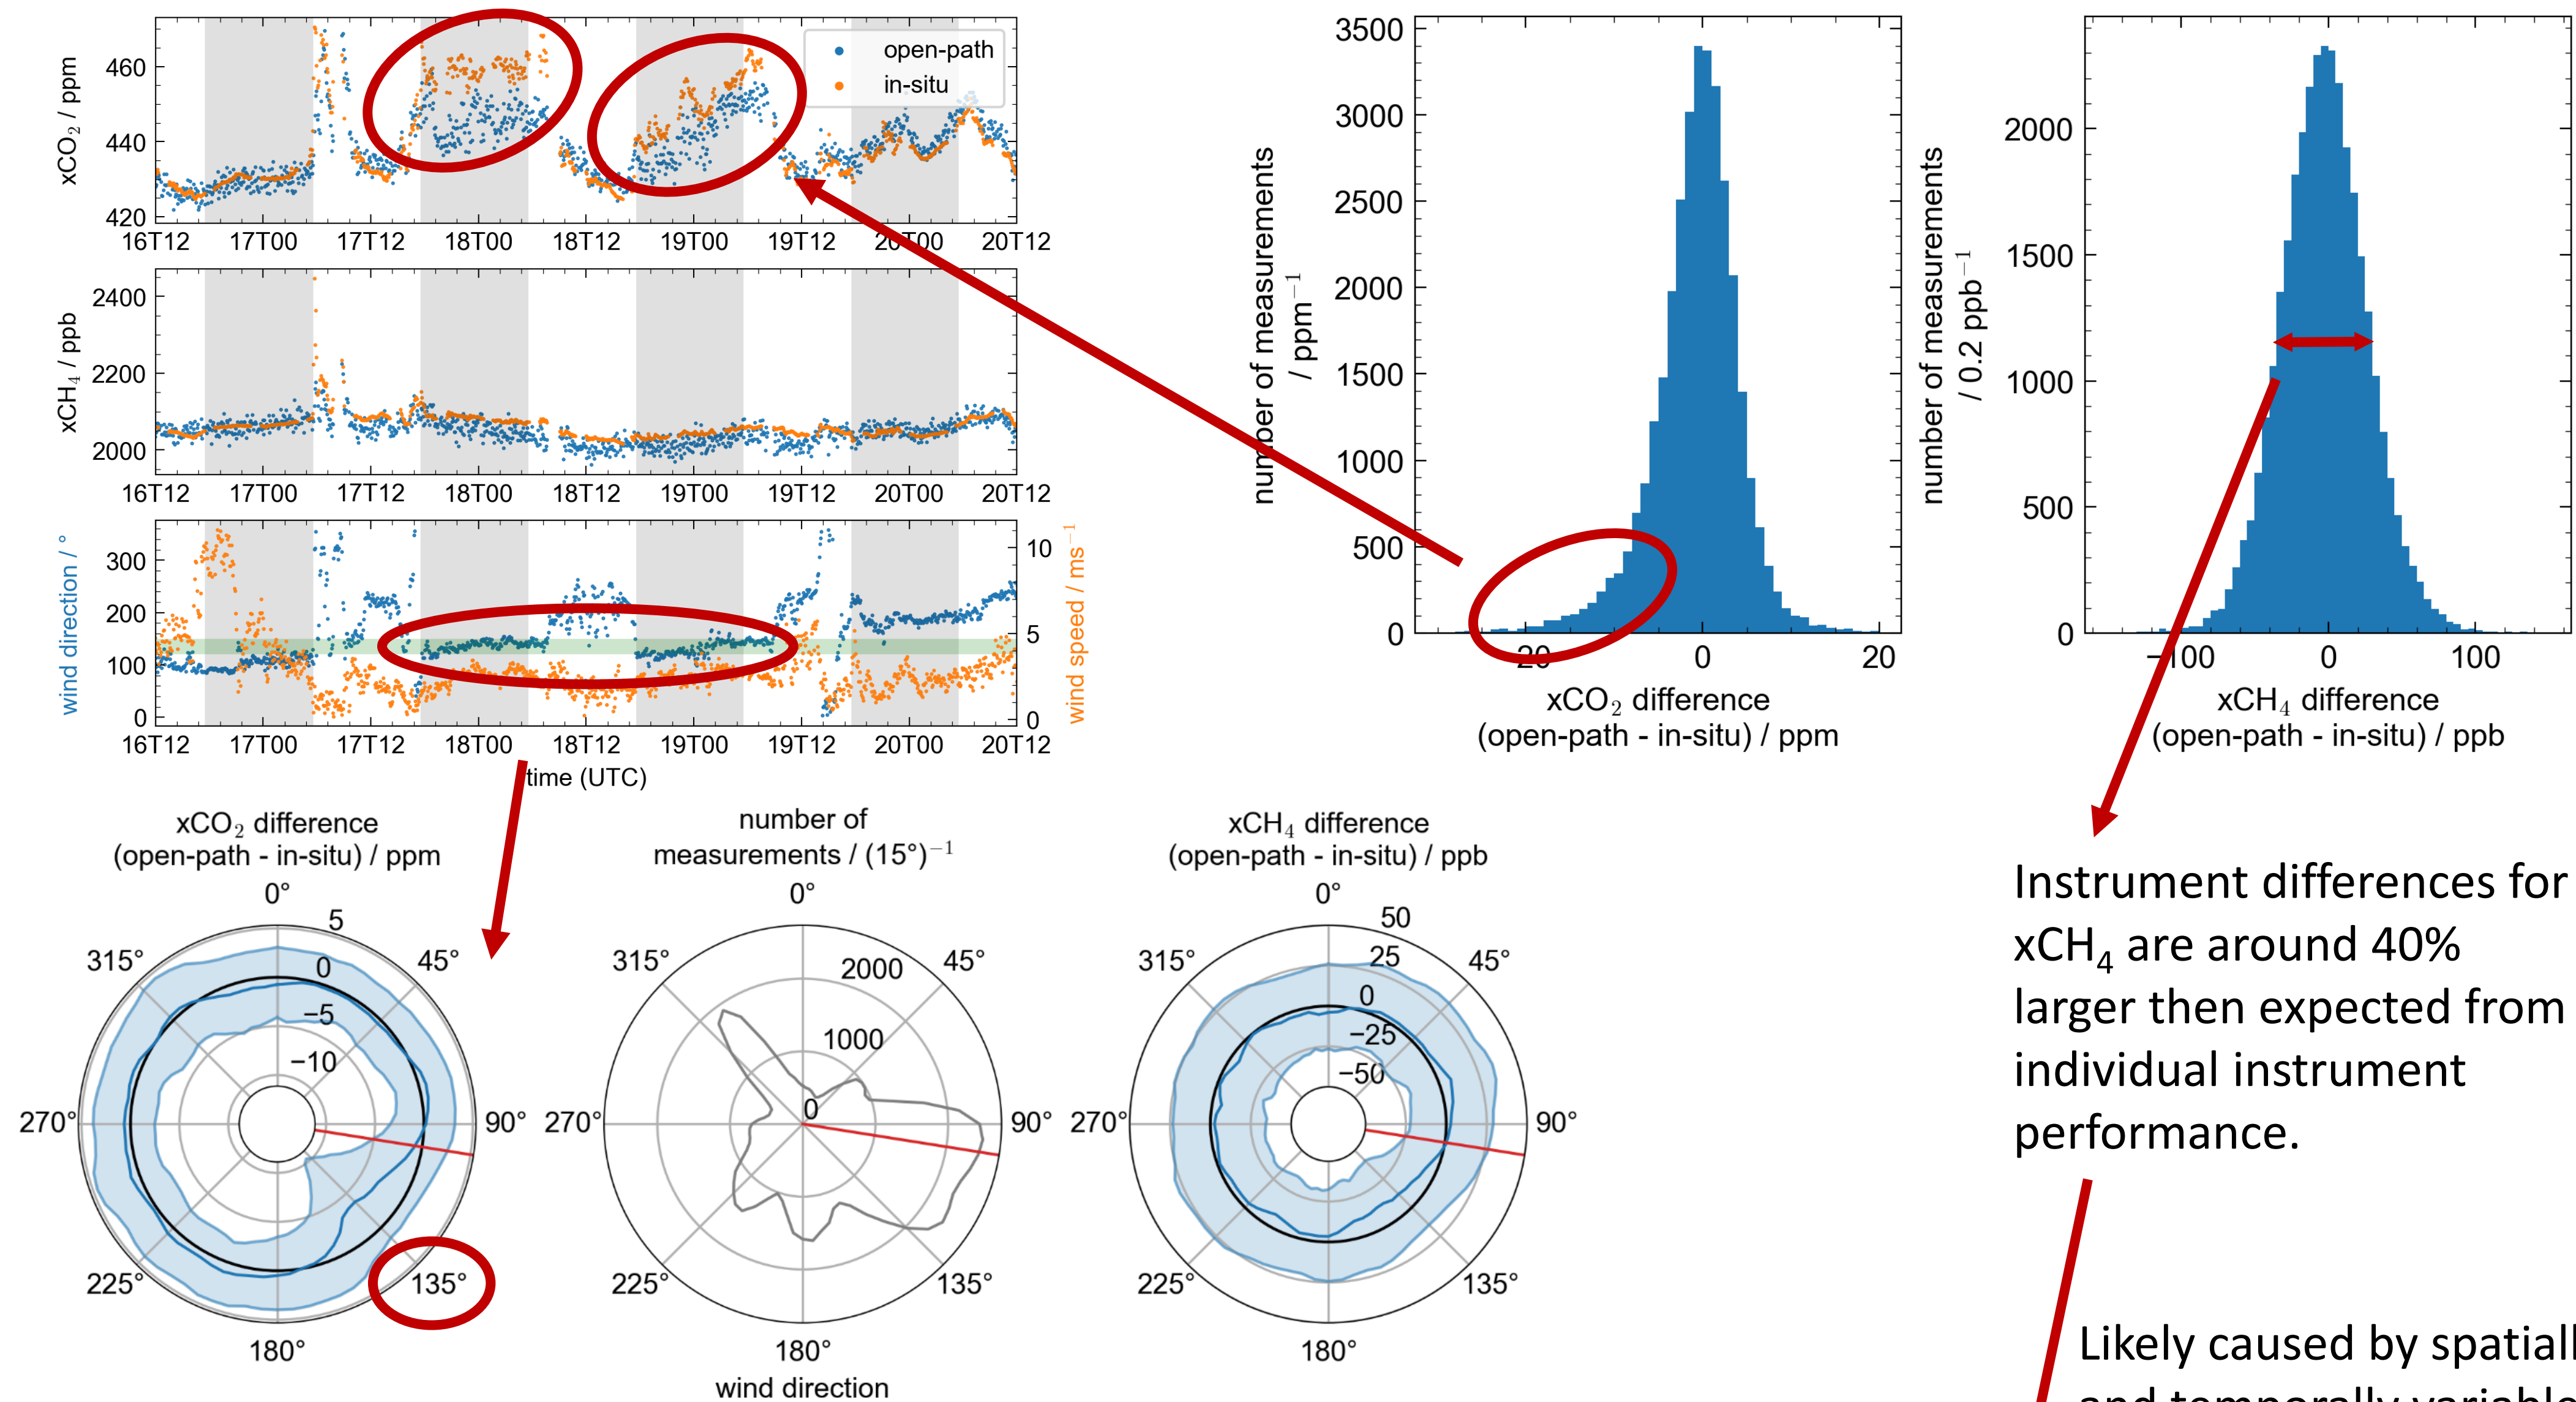 xCO2 / ppm
460
440
420
open-path
in-situ
16T12 17T00 17T12 18T00 18T12 19T00 19T12 20T00 20T12
xCH4 / ppb
2400
2200
2000
16T12 17T00 17T12 18T00 18T12 19T00 19T12 20T00 20T12
wind direction / °
300
200
100
0
10
5
0
wind speed / ms−1
16T12 17T00 17T12 18T00 18T12 19T00 19T12 20T00 20T12
time (UTC)
number of measurements
/ ppm−1
3500
3000
2500
2000
1500
1000
500
0
20 0 20
xCO2 difference
(open-path - in-situ) / ppm
number of measurements
/ 0.2 ppb−1
2000
1500
1000
500
0
−100 0 100
xCH4 difference
(open-path - in-situ) / ppb
xCO2 difference
(open-path - in-situ) / ppm
0°
45°
90°
135°
180°
225°
270°
315°
5
0
−5
−10
number of
measurements / (15°)−1
0°
45°
90°
135°
180°
225°
270°
315°
2000
1000
0
wind direction
xCH4 difference
(open-path - in-situ) / ppb
0°
45°
90°
135°
180°
225°
270°
315°
50
25
0
−25
−50
Instrument differences for
xCH4 are around 40%
larger then expected from
individual instrument
performance.
Likely caused by spatiall
and temporally variable